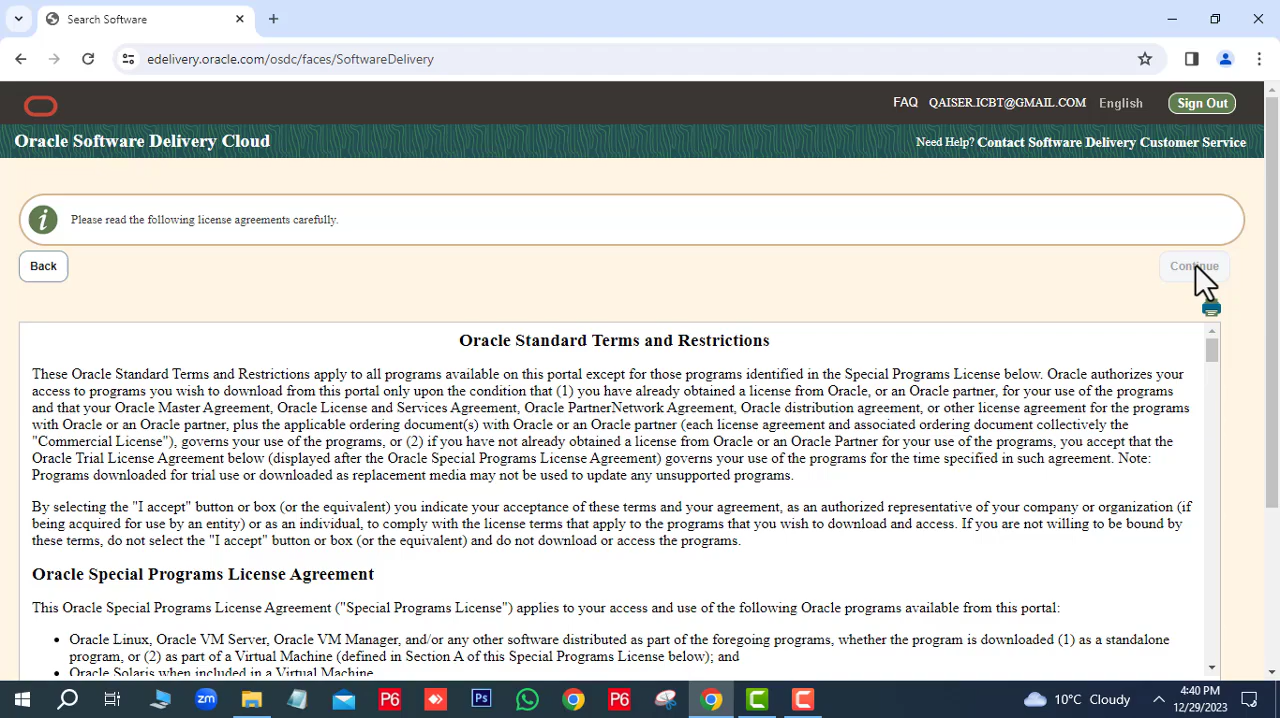 Search Software
edelivery.oracle.com/osdc/faces/SoftwareDelivery
FAQ QAISER.ICBT@GMAIL.COM English Sign Out
Oracle Software Delivery Cloud
Need Help? Contact Software Delivery Customer Service
i Please read the following license agreements carefully.
Back
Continue
Oracle Standard Terms and Restrictions
These Oracle Standard Terms and Restrictions apply to all programs available on this portal except for those programs identified in the Special Programs License below. Oracle authorizes your
access to programs you wish to download from this portal only upon the condition that (1) you have already obtained a license from Oracle, or an Oracle partner, for your use of the programs
and that your Oracle Master Agreement, Oracle License and Services Agreement, Oracle PartnerNetwork Agreement, Oracle distribution agreement, or other license agreement for the programs
with Oracle or an Oracle partner, plus the applicable ordering document(s) with Oracle or an Oracle partner (each license agreement and associated ordering document collectively the
"Commercial License"), governs your use of the programs, or (2) if you have not already obtained a license from Oracle or an Oracle Partner for your use of the programs, you accept that the
Oracle Trial License Agreement below (displayed after the Oracle Special Programs License Agreement) governs your use of the programs for the time specified in such agreement. Note:
Programs downloaded for trial use or downloaded as replacement media may not be used to update any unsupported programs.
By selecting the "I accept" button or box (or the equivalent) you indicate your acceptance of these terms and your agreement, as an authorized representative of your company or organization (if
being acquired for use by an entity) or as an individual, to comply with the license terms that apply to the programs that you wish to download and access. If you are not willing to be bound by
these terms, do not select the "I accept" button or box (or the equivalent) and do not download or access the programs.
Oracle Special Programs License Agreement
This Oracle Special Programs License Agreement ("Special Programs License") applies to your access and use of the following Oracle programs available from this portal:
• Oracle Linux, Oracle VM Server, Oracle VM Manager, and/or any other software distributed as part of the foregoing programs, whether the program is downloaded (1) as a standalone
program, or (2) as part of a Virtual Machine (defined in Section A of this Special Programs License below); and
• Oracle Solaris when included in a Virtual Machine
zm P6 Ps P6 C C
10°C Cloudy
4:40 PM
12/29/2023